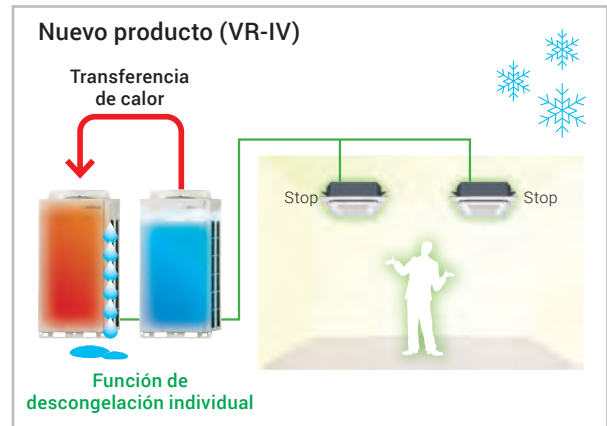 Nuevo producto (VR-IV)
Transferencia
de calor
Stop
Stop
Función de
descongelación individual